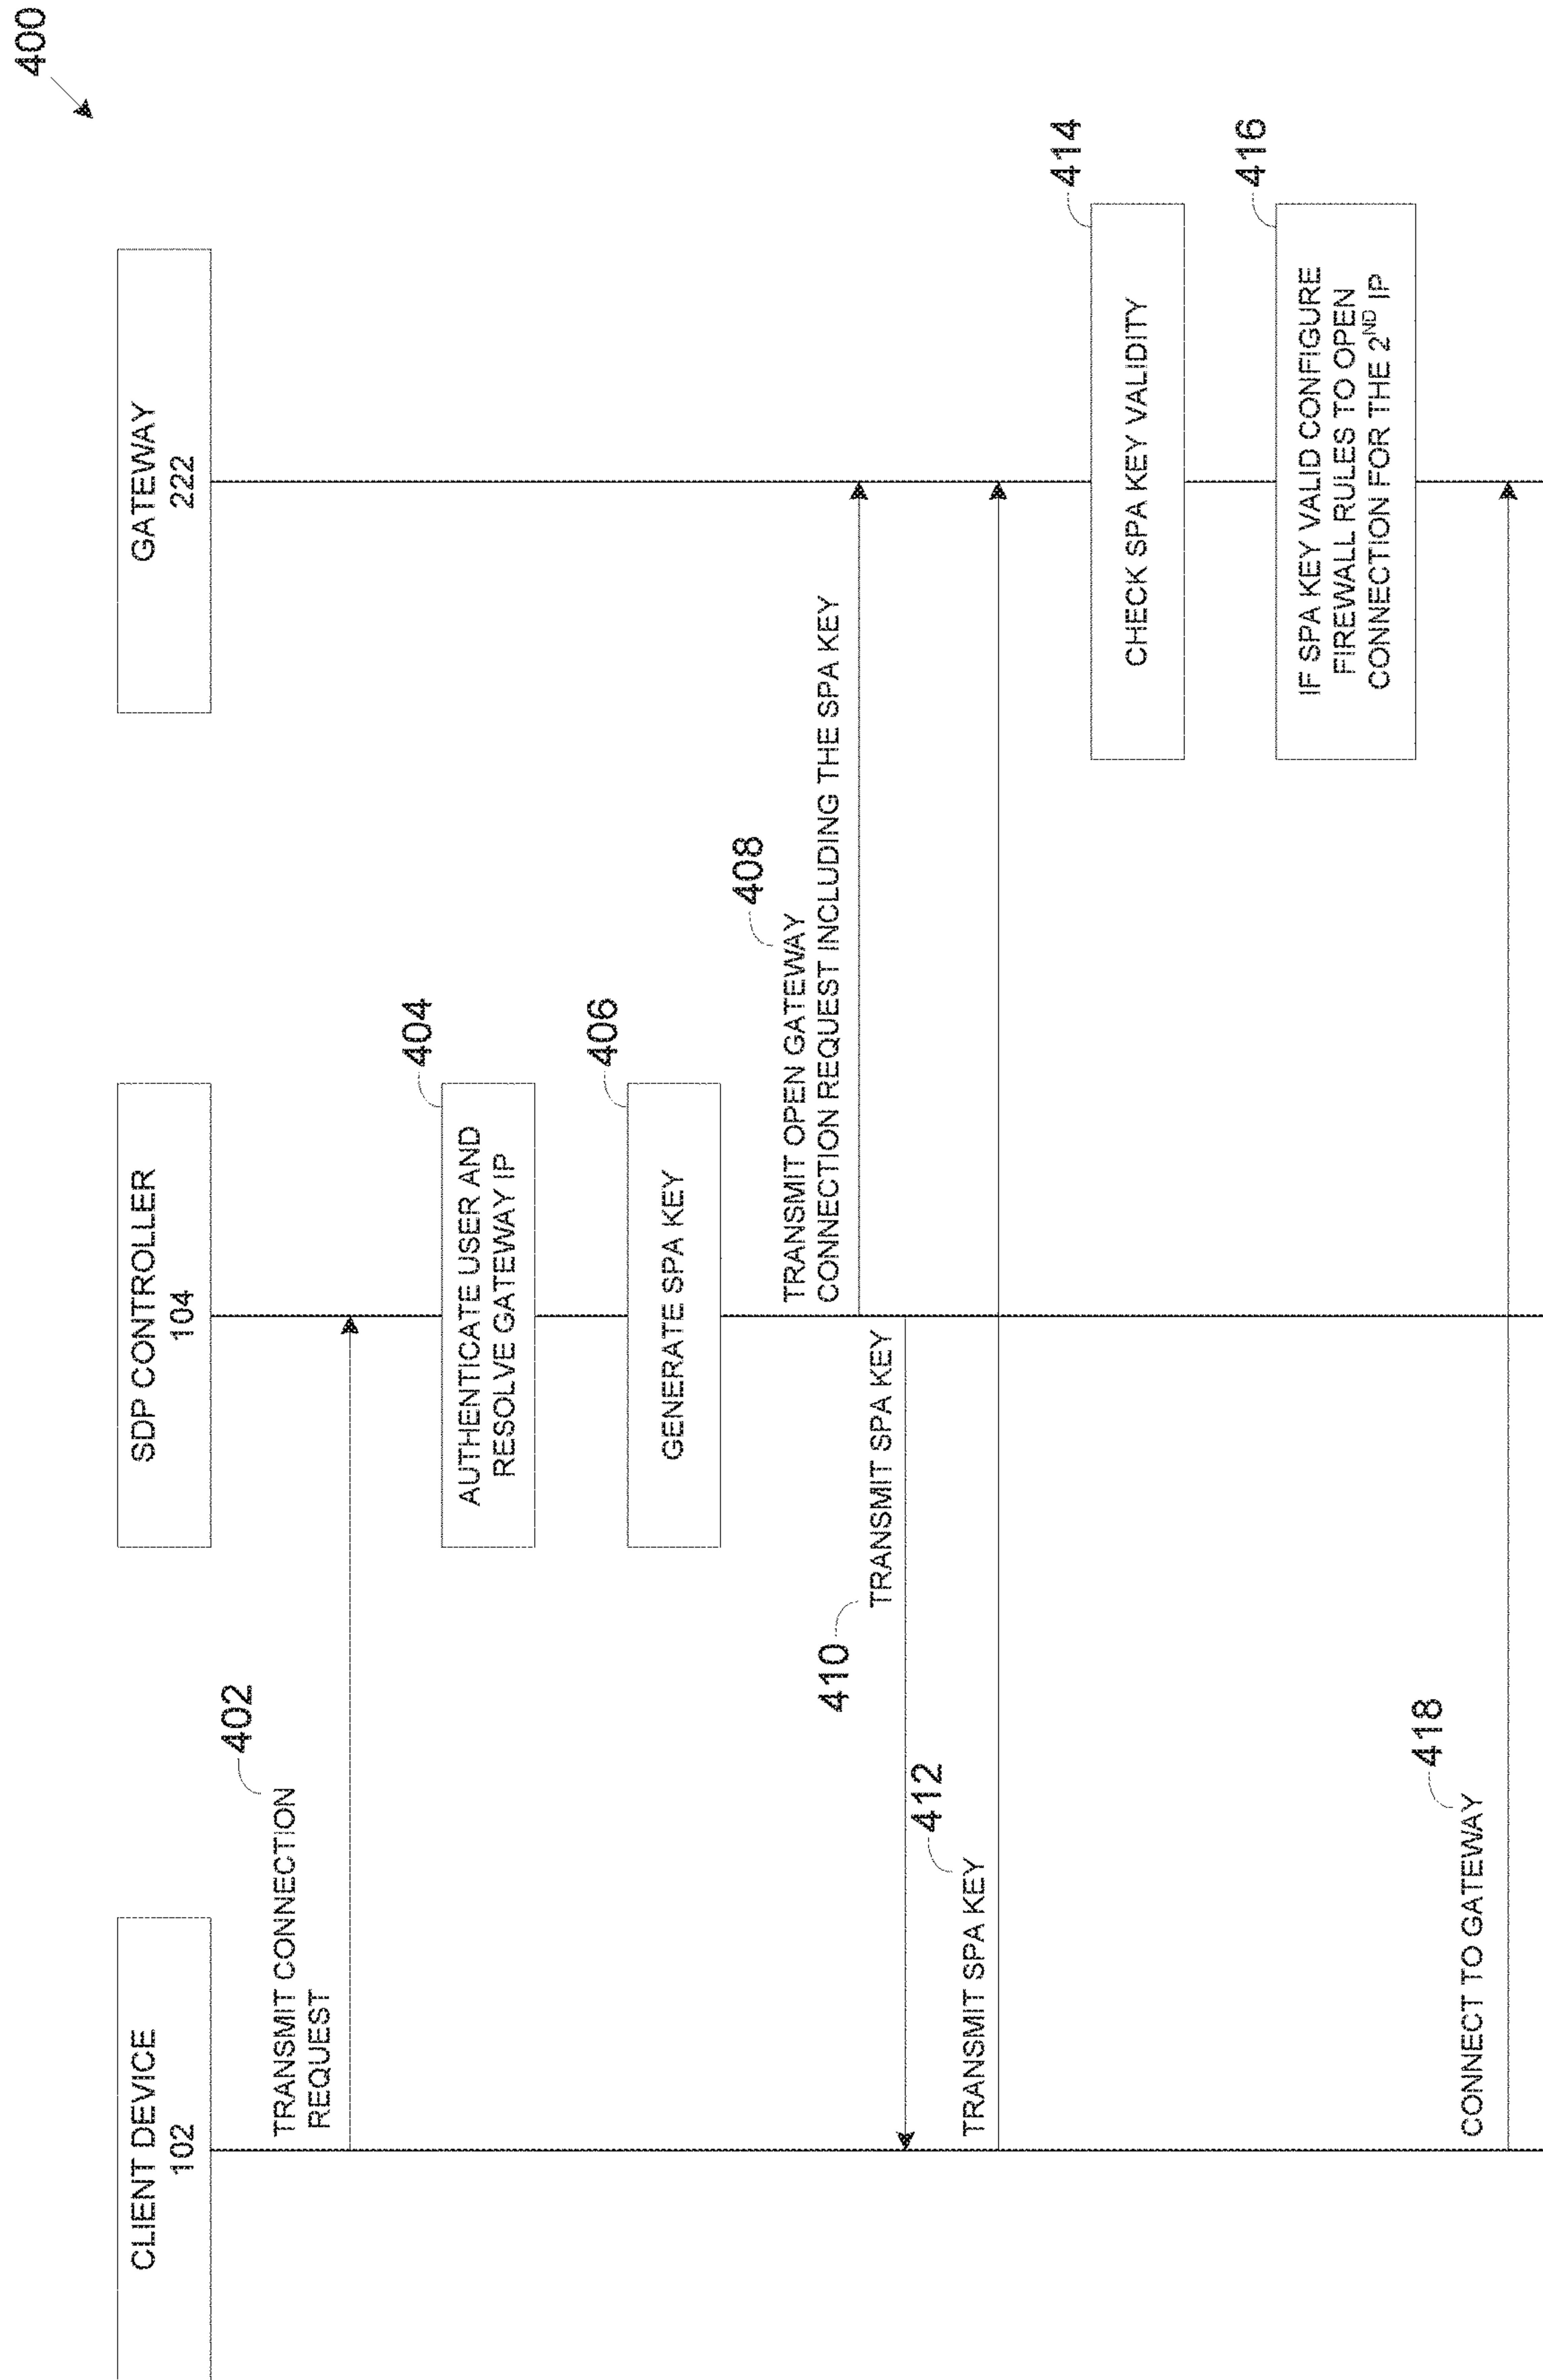 400
CLIENT DEVICE
102
SDP CONTROLLER
104
GATEWAY
222
402
TRANSMIT CONNECTION
REQUEST
404
AUTHENTICATE USER AND
RESOLVE GATEWAY IP
406
GENERATE SPA KEY
408
TRANSMIT OPEN GATEWAY
CONNECTION REQUEST INCLUDING THE SPA KEY
410
TRANSMIT SPA KEY
412
TRANSMIT SPA KEY
414
CHECK SPA KEY VALIDITY
416
IF SPA KEY VALID CONFIGURE
FIREWALL RULES TO OPEN
CONNECTION FOR THE 2ND IP
418
CONNECT TO GATEWAY